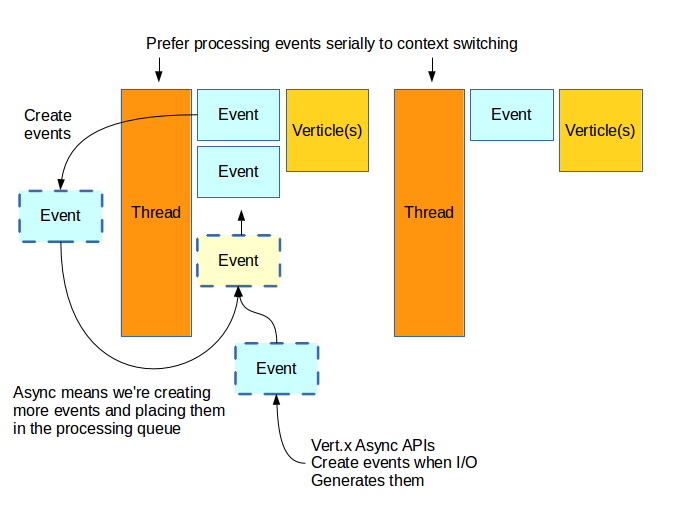 Prefer processing events serially to context switching
Create
events
Event
Verticle(s)
Event
Verticle(s)
Event
Event
Thread
Thread
Event
Event
Async means we're creating
more events and placing them
in the processing queue
Vert.x Async APIs
Create events when I/O
Generates them